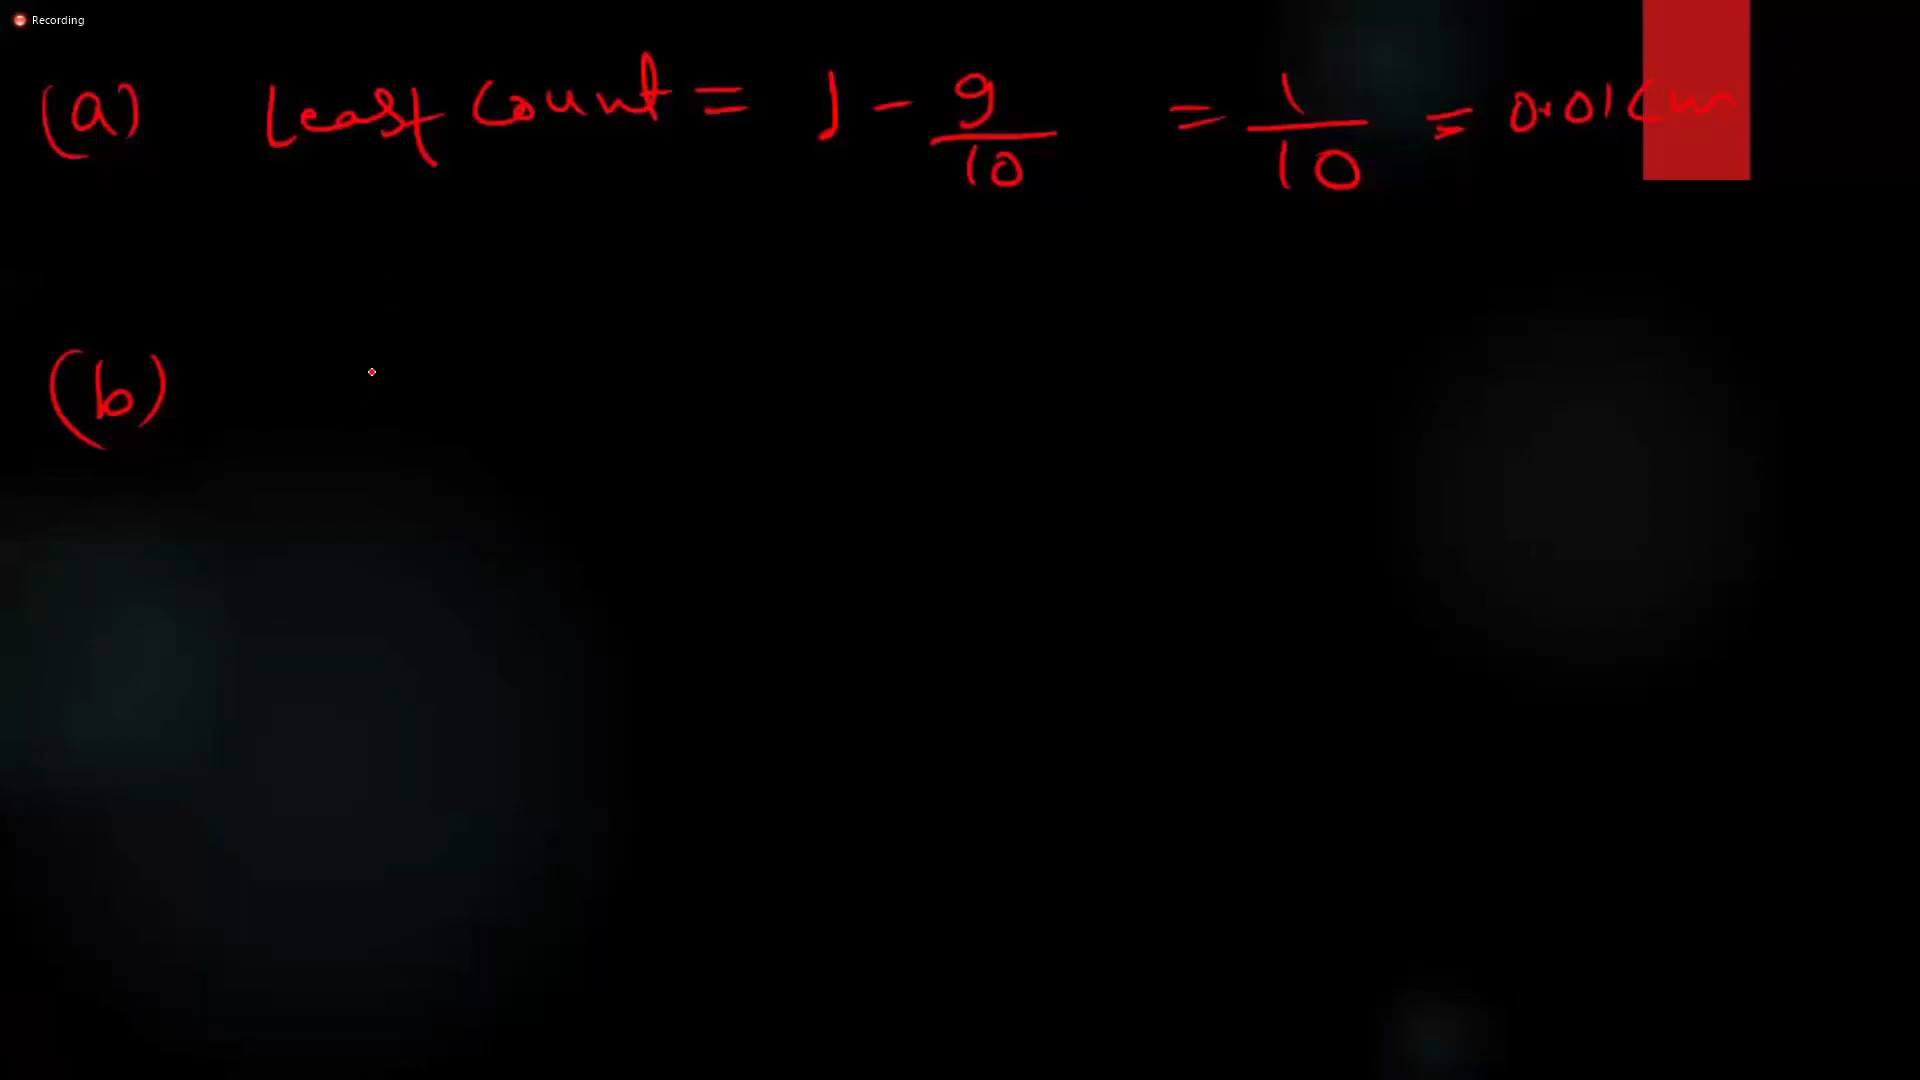 Recording
(a) Least count = 1 - 9/10 = 1/10 = 0.01cm
(b)